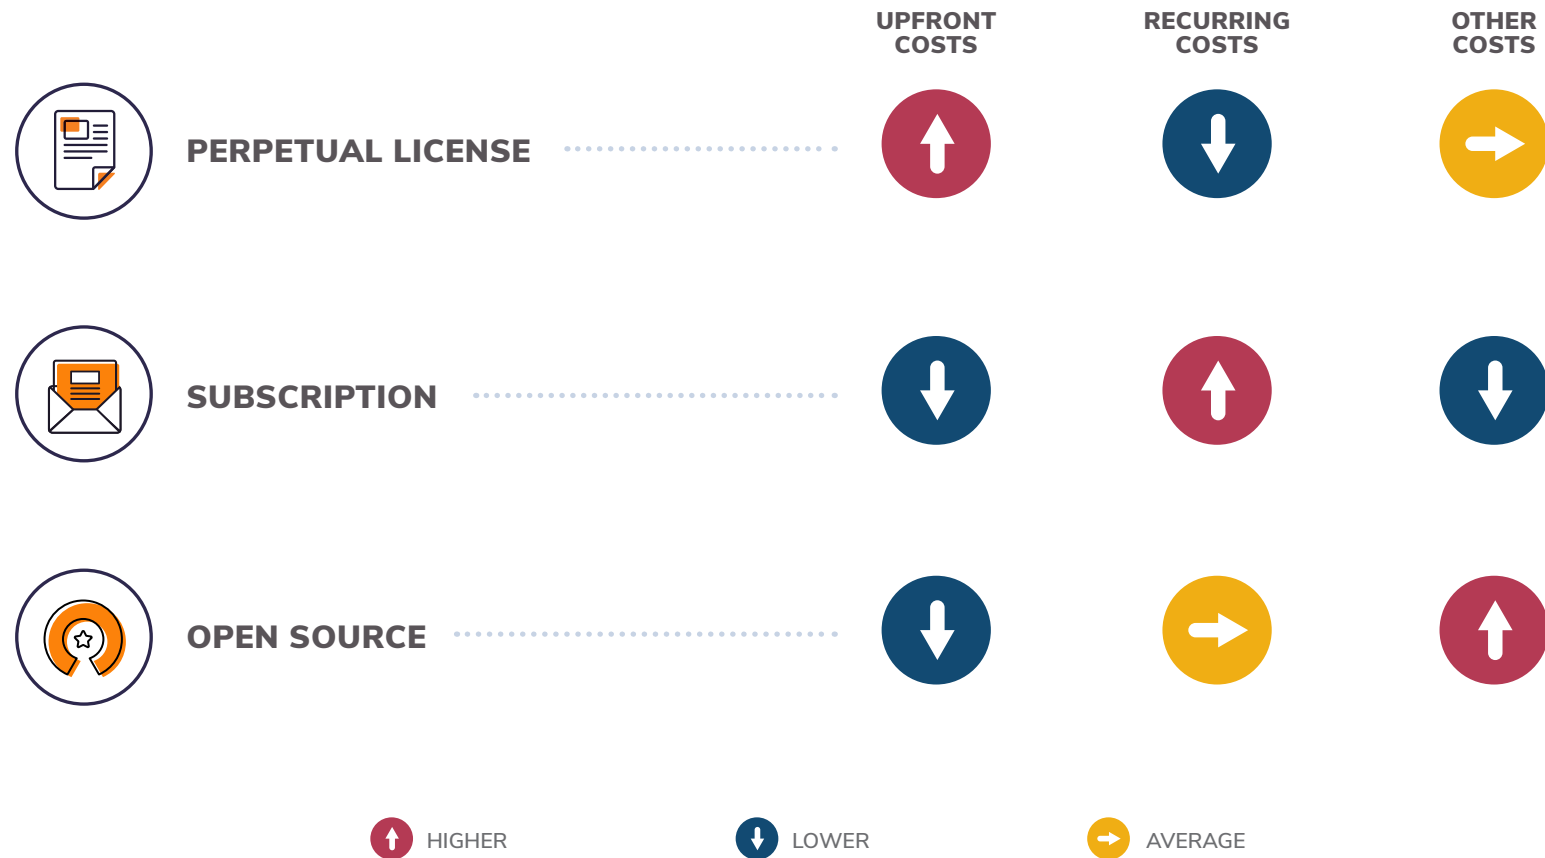 UPFRONT
COSTS
RECURRING
COSTS
OTHER
COSTS
PERPETUAL LICENSE
SUBSCRIPTION
OPEN SOURCE
HIGHER
LOWER
AVERAGE